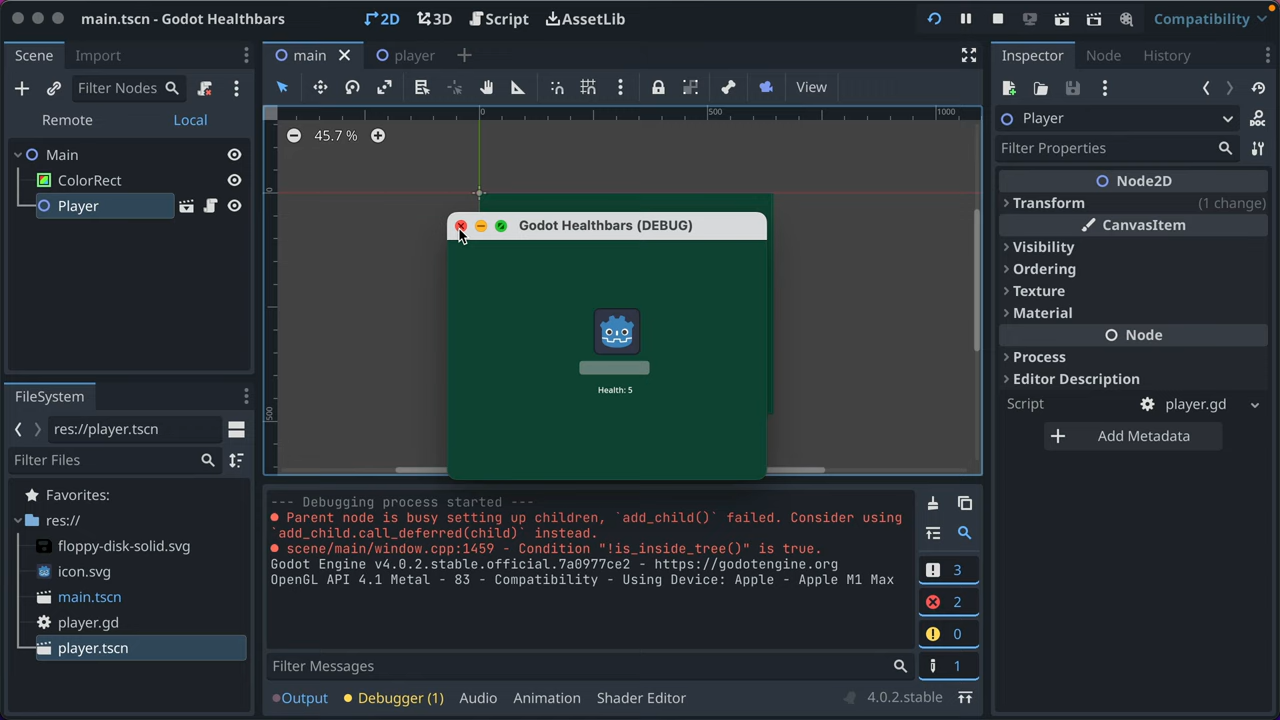 main.tscn - Godot Healthbars
2D
3D
Script
AssetLib
Compatibility
Scene
Import
main
player
Inspector
Node
History
Filter Nodes
View
Remote
Local
Player
45.7 %
0
500
1000
0
500
Filter Properties
Main
ColorRect
Player
Node2D
Transform
(1 change)
CanvasItem
Visibility
Ordering
Texture
Material
Node
Process
Editor Description
Script
player.gd
Add Metadata
Godot Healthbars (DEBUG)
Health: 5
FileSystem
res://player.tscn
Filter Files
Favorites:
res://
floppy-disk-solid.svg
icon.svg
main.tscn
player.gd
player.tscn
--- Debugging process started ---
Parent node is busy setting up children, `add_child()` failed. Consider using
`add_child.call_deferred(child)` instead.
scene/main/window.cpp:1459 - Condition "!is_inside_tree()" is true.
Godot Engine v4.0.2.stable.official.7a0977ce2 - https://godotengine.org
OpenGL API 4.1 Metal - 83 - Compatibility - Using Device: Apple - Apple M1 Max
3
2
0
1
Filter Messages
Output
Debugger (1)
Audio
Animation
Shader Editor
4.0.2.stable